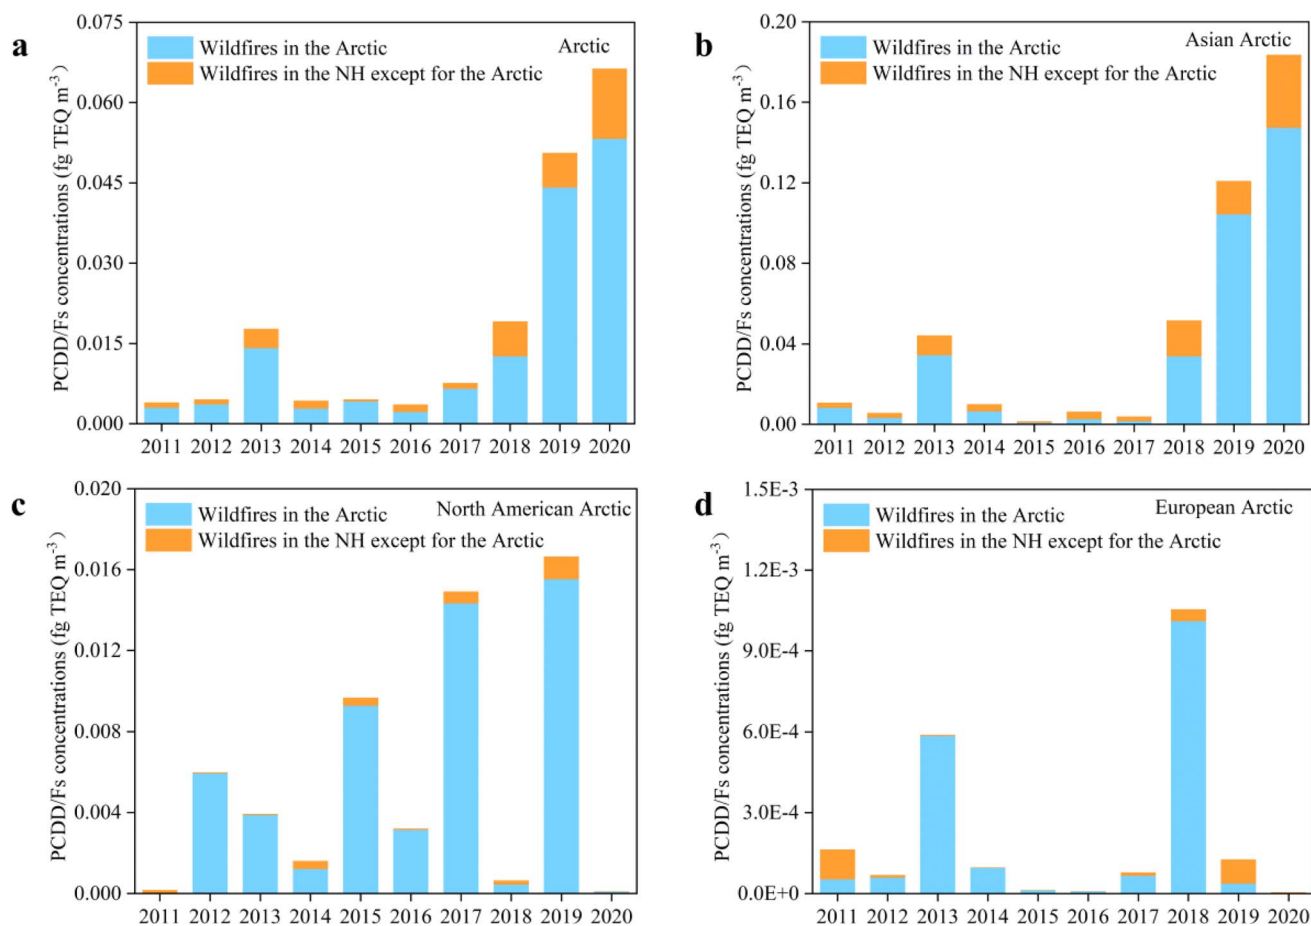 a
PCDD/Fs concentrations (fg TEQ m⁻³)
0.075
0.060
0.045
0.030
0.015
0.000
Wildfires in the Arctic
Wildfires in the NH except for the Arctic
Arctic
2011 2012 2013 2014 2015 2016 2017 2018 2019 2020
b
PCDD/Fs concentrations (fg TEQ m⁻³)
0.20
0.16
0.12
0.08
0.04
0.00
Asian Arctic
Wildfires in the Arctic
Wildfires in the NH except for the Arctic
2011 2012 2013 2014 2015 2016 2017 2018 2019 2020
c
PCDD/Fs concentrations (fg TEQ m⁻³)
0.020
0.016
0.012
0.008
0.004
0.000
North American Arctic
Wildfires in the Arctic
Wildfires in the NH except for the Arctic
2011 2012 2013 2014 2015 2016 2017 2018 2019 2020
d
PCDD/Fs concentrations (fg TEQ m⁻³)
1.5E-3
1.2E-3
9.0E-4
6.0E-4
3.0E-4
0.0E+0
European Arctic
Wildfires in the Arctic
Wildfires in the NH except for the Arctic
2011 2012 2013 2014 2015 2016 2017 2018 2019 2020